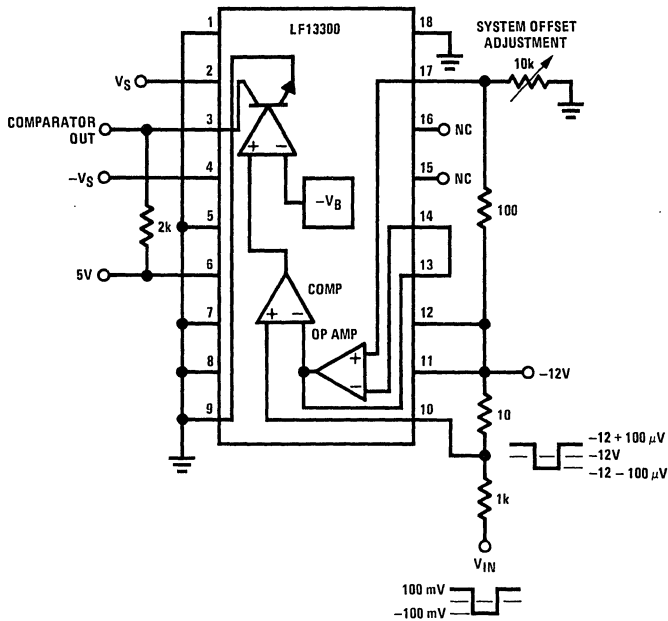 LF13300
1
18
SYSTEM OFFSET
ADJUSTMENT
10k
17
VS
2
COMPARATOR
OUT
3
16
NC
+
−
−VS
4
15
NC
−VB
14
100
2k
5
13
5V
6
COMP
+
−
OP AMP
12
7
+
8
−
11
−12V
9
10
10
−12 + 100 μV
−12V
−12 − 100 μV
1k
VIN
100 mV
−100 mV